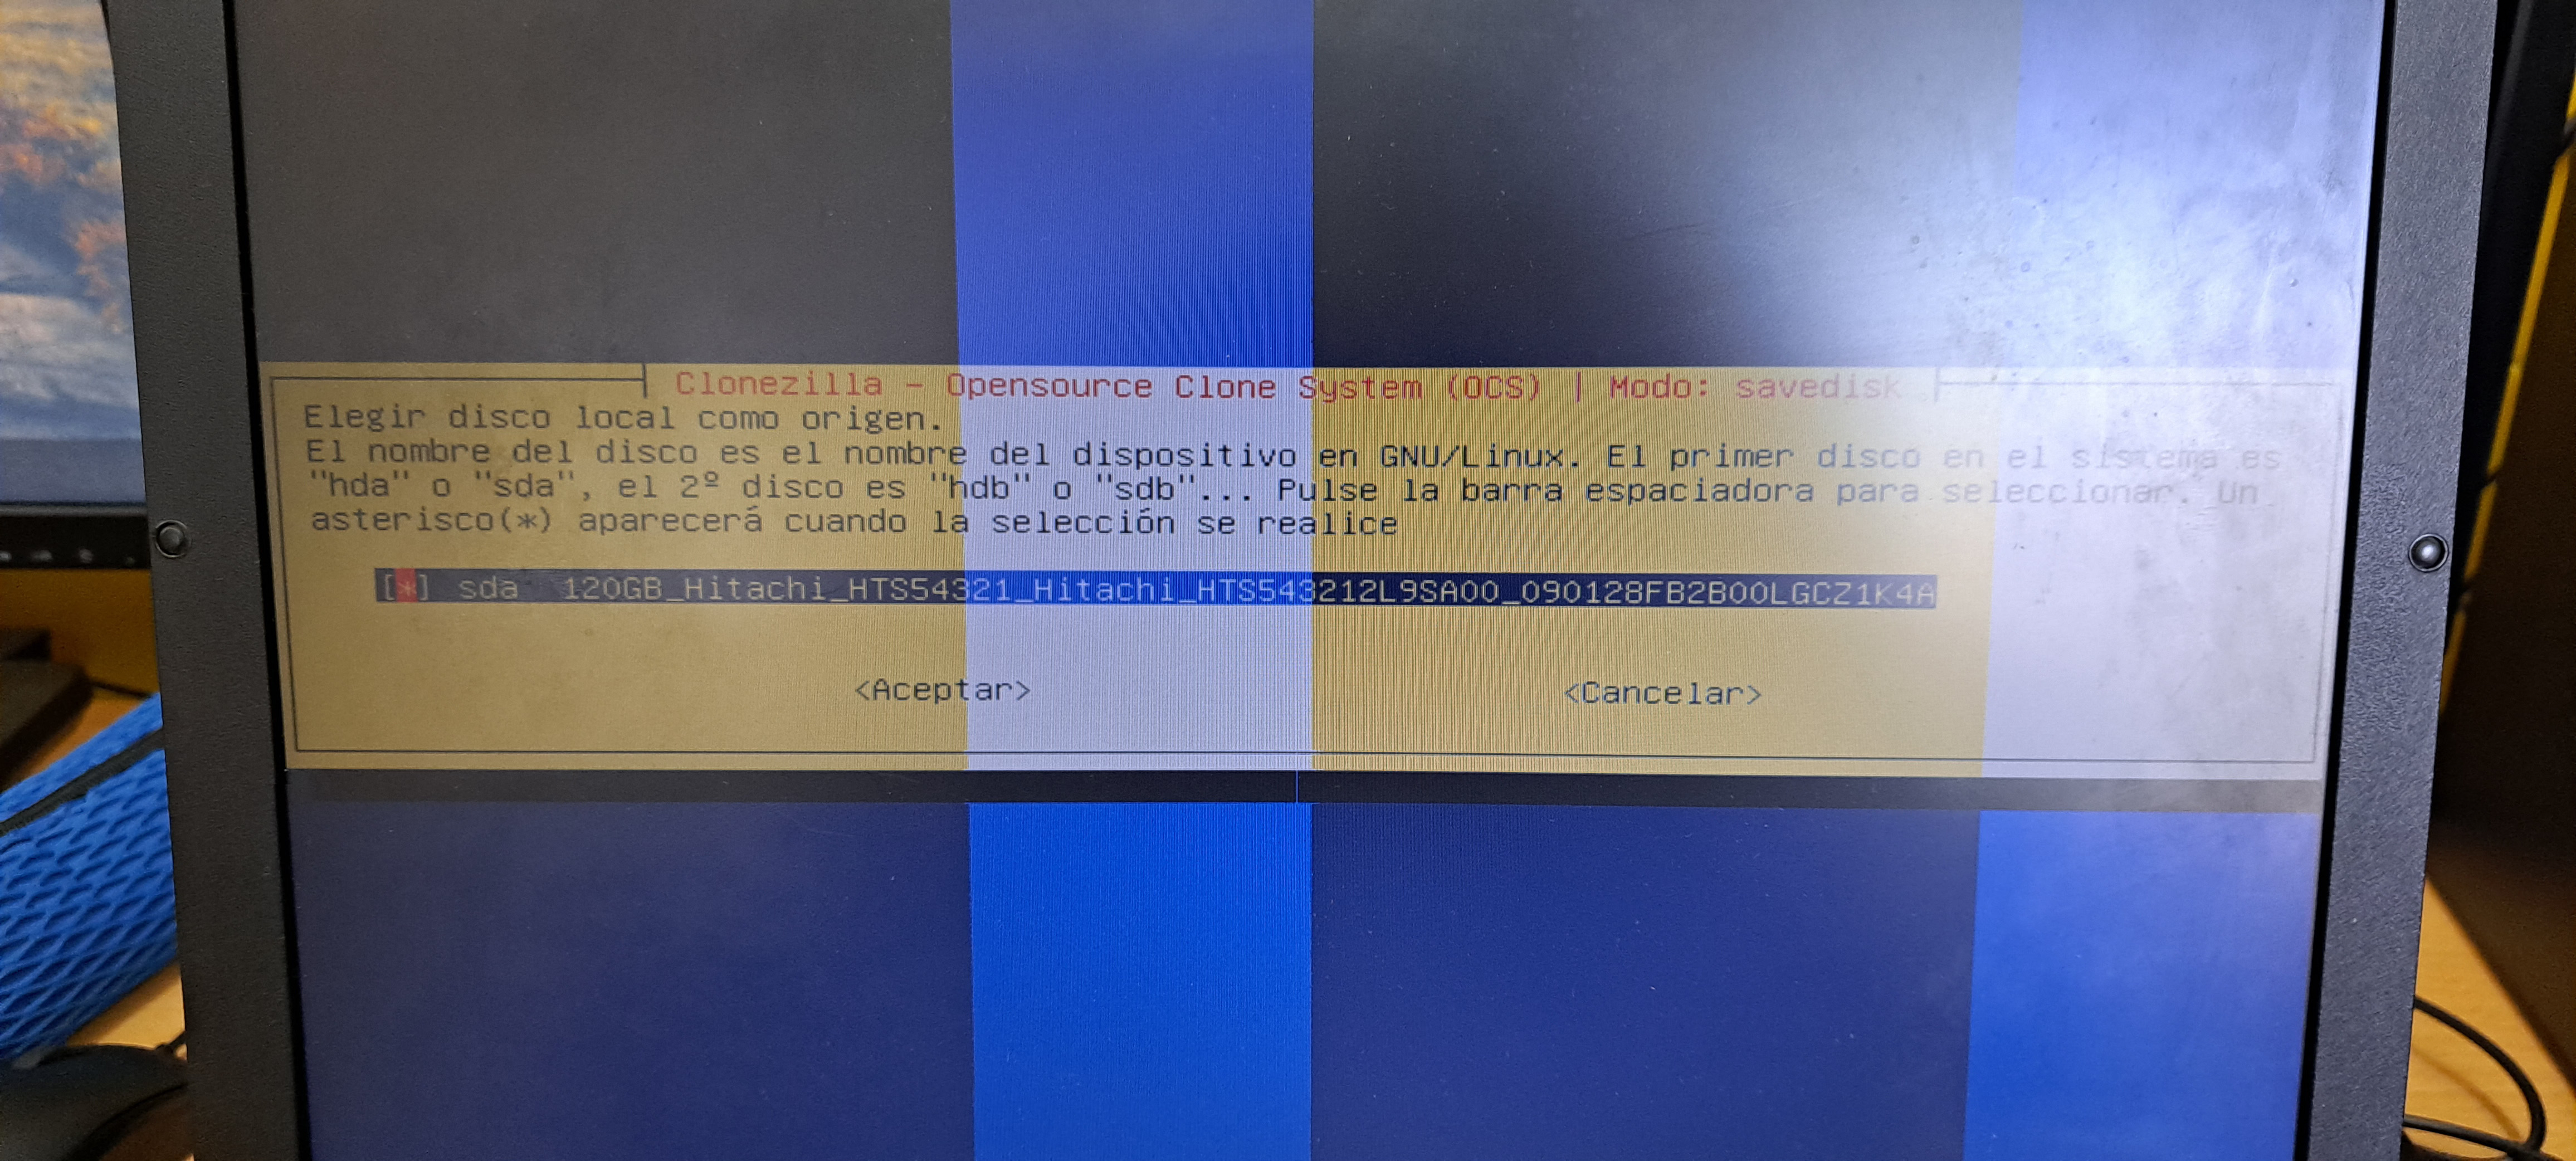 Clonezilla - Opensource Clone System (OCS) | Modo: savedisk
Elegir disco local como origen.
El nombre del disco es el nombre del dispositivo en GNU/Linux. El primer disco en el sistema es
"hda" o "sda", el 2º disco es "hdb" o "sdb"... Pulse la barra espaciadora para seleccionar. Un
asterisco(*) aparecerá cuando la selección se realice
[*] sda 120GB_Hitachi_HTS54321_Hitachi_HTS543212L9SA00_090128FB2B00LGCZ1K4A
<Aceptar> <Cancelar>